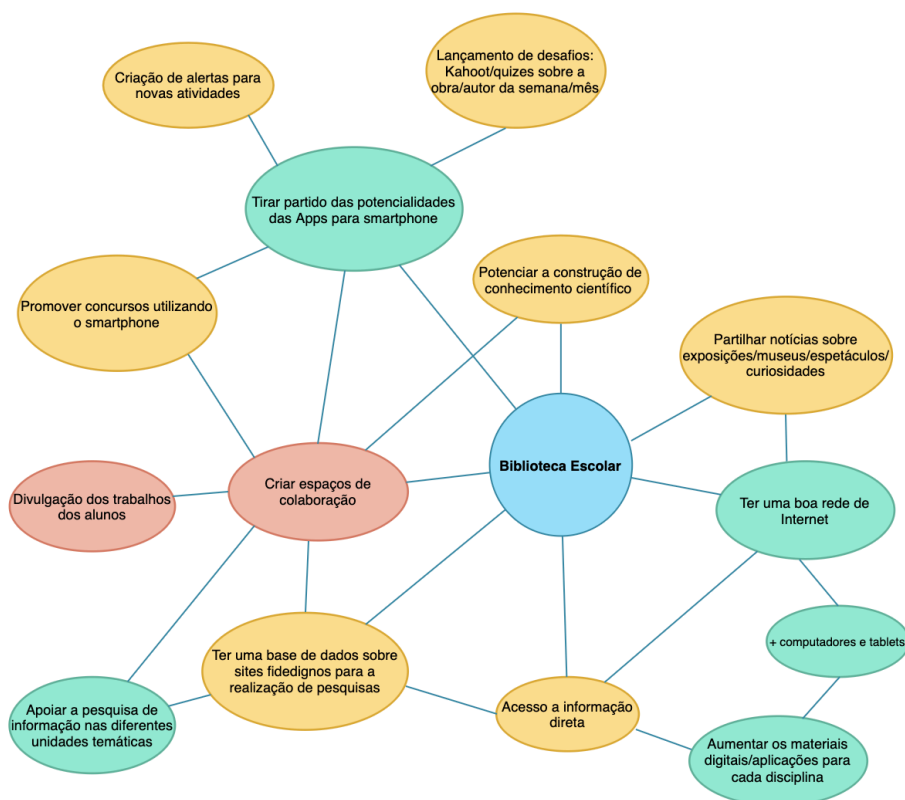 Lançamento de desafios:
Kahoot/quizes sobre a
obra/autor da semana/mês
Criação de alertas para
novas atividades
Tirar partido das potencialidades
das Apps para smartphone
Potenciar a construção de
conhecimento científico
Promover concursos utilizando
o smartphone
Partilhar notícias sobre
exposições/museus/espetáculos/
curiosidades
Biblioteca Escolar
Criar espaços de
colaboração
Divulgação dos trabalhos
dos alunos
Ter uma boa rede de
Internet
+ computadores e tablets
Ter uma base de dados sobre
sites fidedignos para a
realização de pesquisas
Apoiar a pesquisa de
informação nas diferentes
unidades temáticas
Acesso a informação
direta
Aumentar os materiais
digitais/aplicações para
cada disciplina